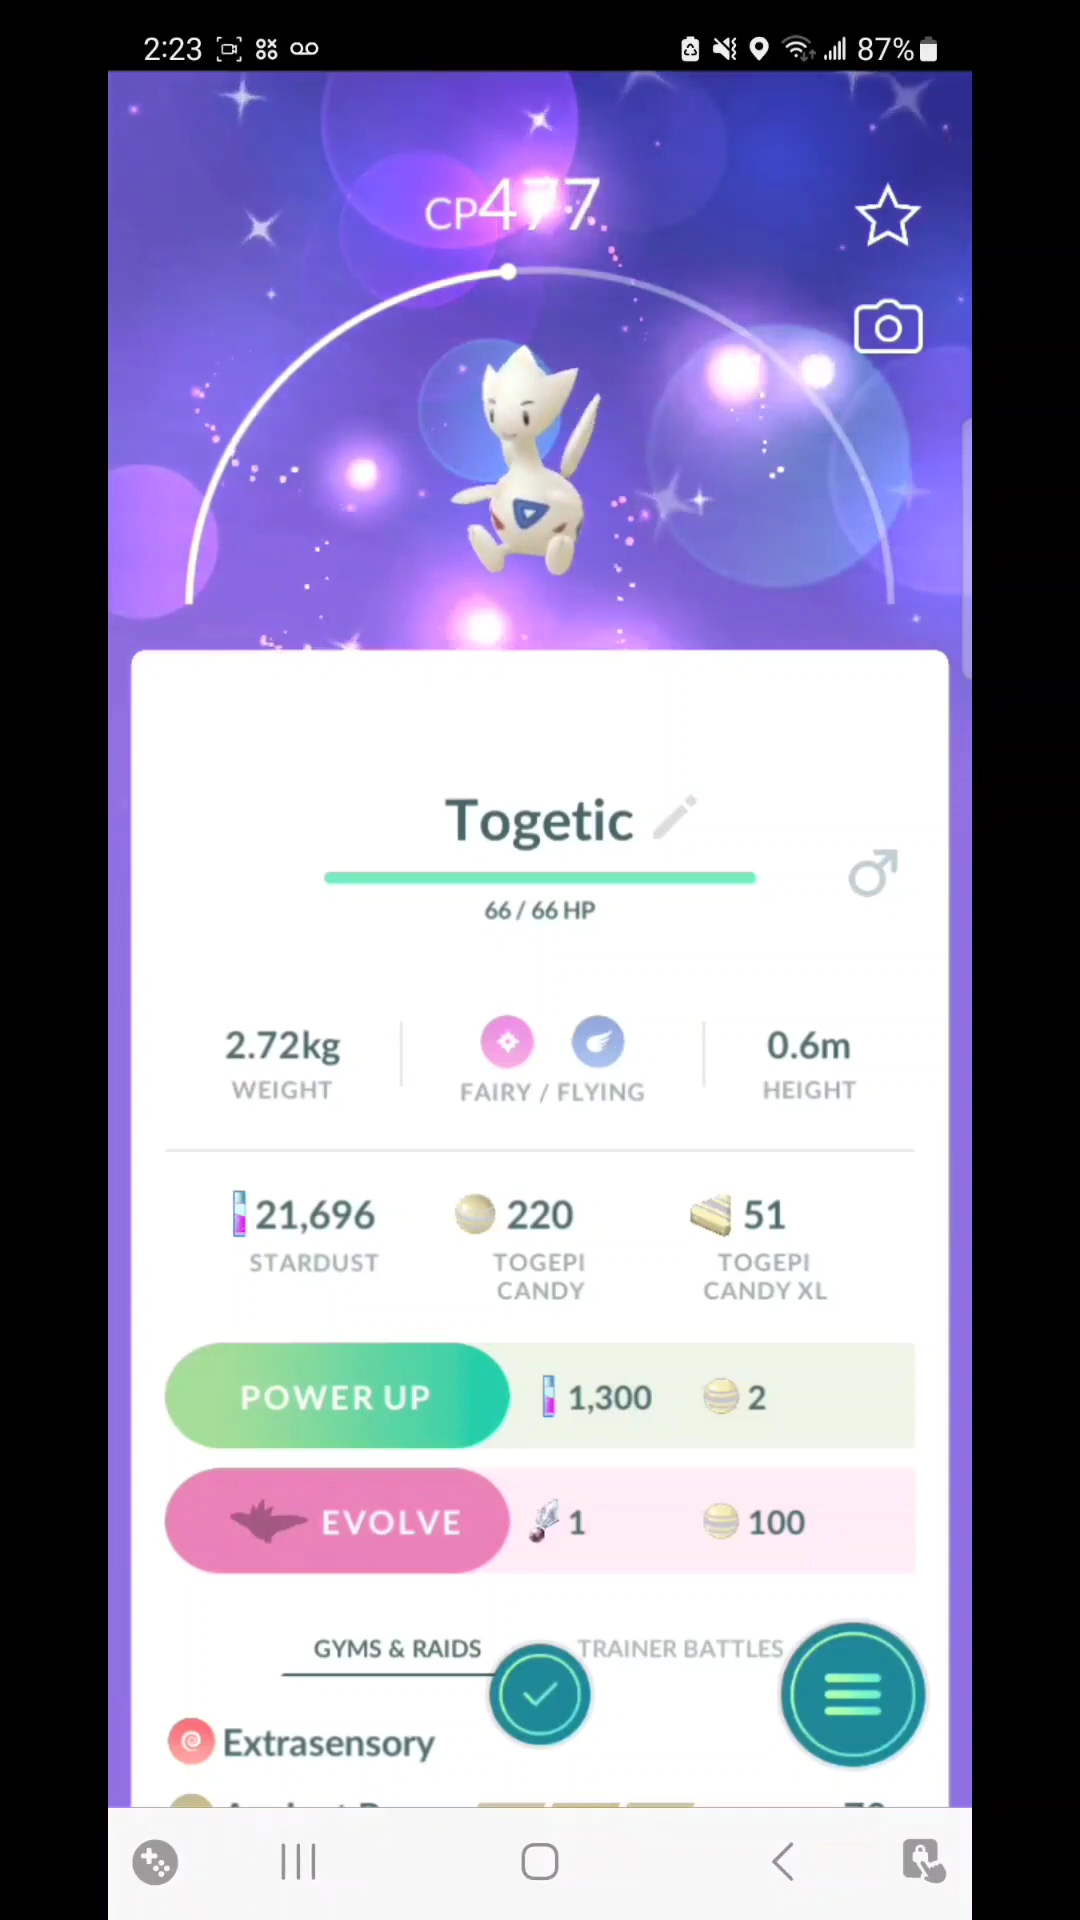 2:23 87%
CP477
Togetic
66 / 66 HP
2.72kg 0.6m
WEIGHT FAIRY / FLYING HEIGHT
21,696 220 51
STARDUST TOGEPI TOGEPI
CANDY CANDY XL
POWER UP 1,300 2
EVOLVE 1 100
GYMS & RAIDS TRAINER BATTLES
Extrasensory